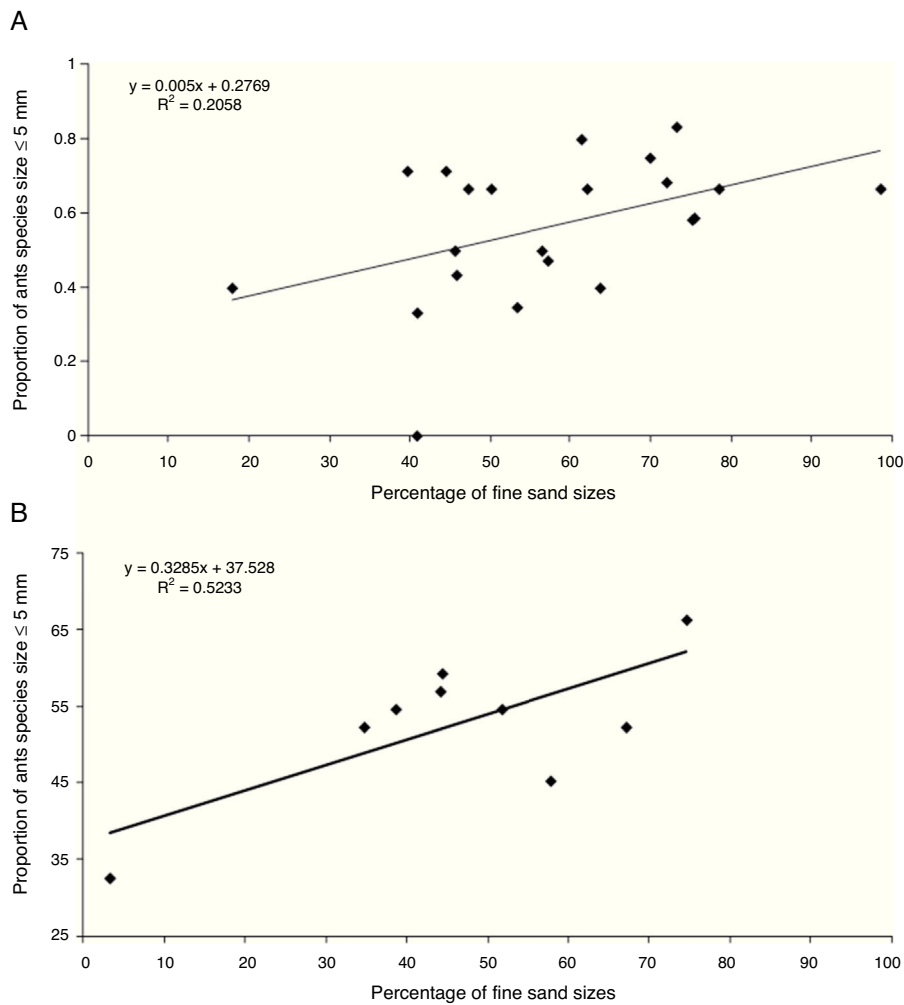 A
y = 0.005x + 0.2769
R² = 0.2058
Proportion of ants species size ≤ 5 mm
1
0.8
0.6
0.4
0.2
0
0 10 20 30 40 50 60 70 80 90 100
Percentage of fine sand sizes
B
y = 0.3285x + 37.528
R² = 0.5233
Proportion of ants species size ≤ 5 mm
75
65
55
45
35
25
0 10 20 30 40 50 60 70 80 90 100
Percentage of fine sand sizes